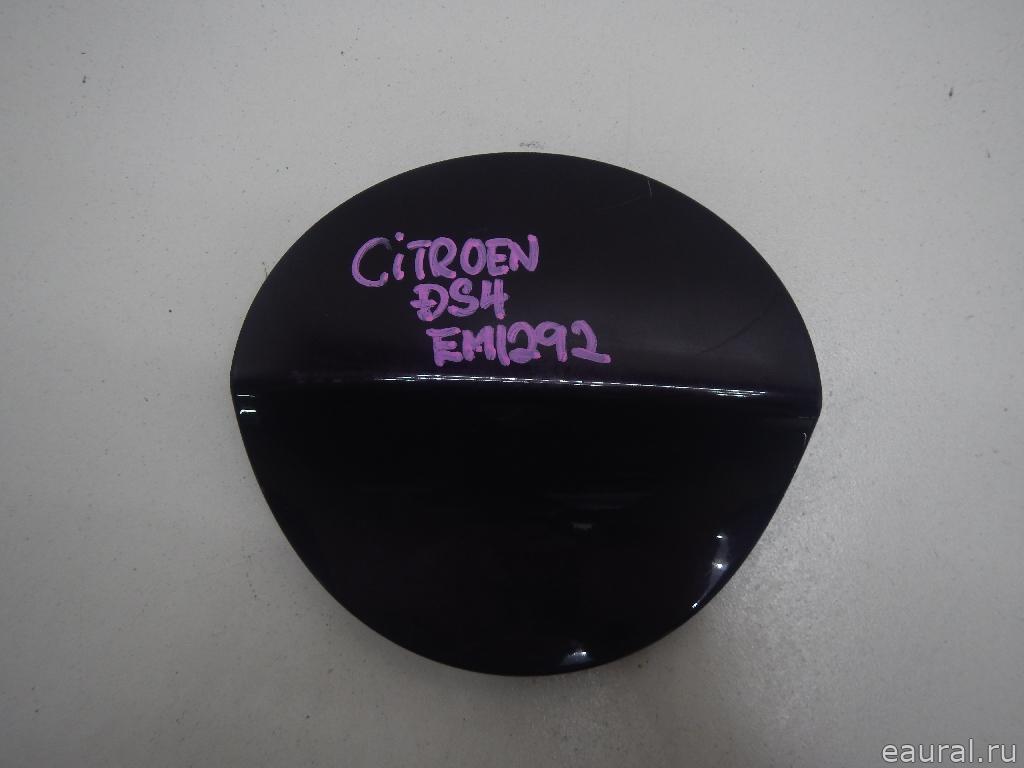 CiTROEN
DS4
EM1292
eaural.ru